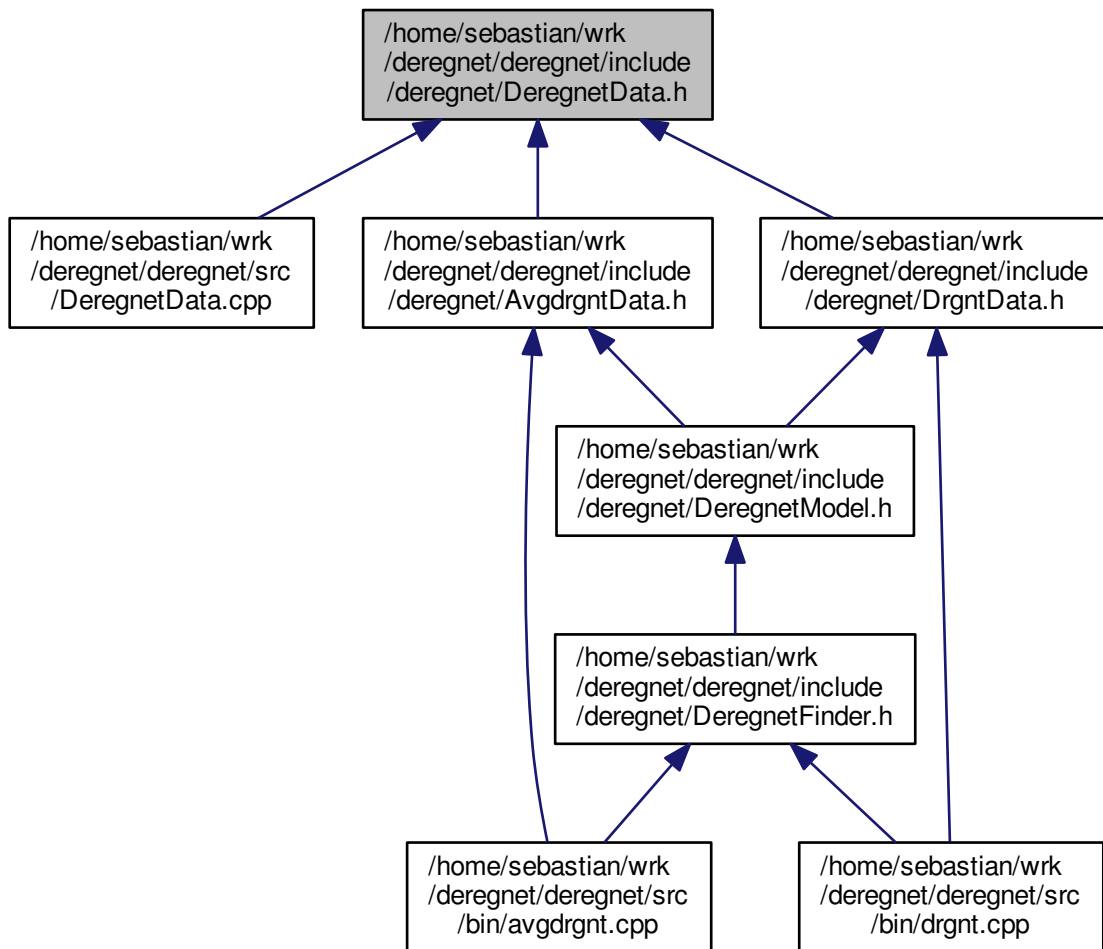 /home/sebastian/wrk
/deregnet/deregnet/include
/deregnet/DeregnetData.h
/home/sebastian/wrk
/deregnet/deregnet/src
/DeregnetData.cpp
/home/sebastian/wrk
/deregnet/deregnet/include
/deregnet/AvgdrgntData.h
/home/sebastian/wrk
/deregnet/deregnet/include
/deregnet/DrgntData.h
/home/sebastian/wrk
/deregnet/deregnet/include
/deregnet/DeregnetModel.h
/home/sebastian/wrk
/deregnet/deregnet/include
/deregnet/DeregnetFinder.h
/home/sebastian/wrk
/deregnet/deregnet/src
/bin/avgdrgnt.cpp
/home/sebastian/wrk
/deregnet/deregnet/src
/bin/drgnt.cpp